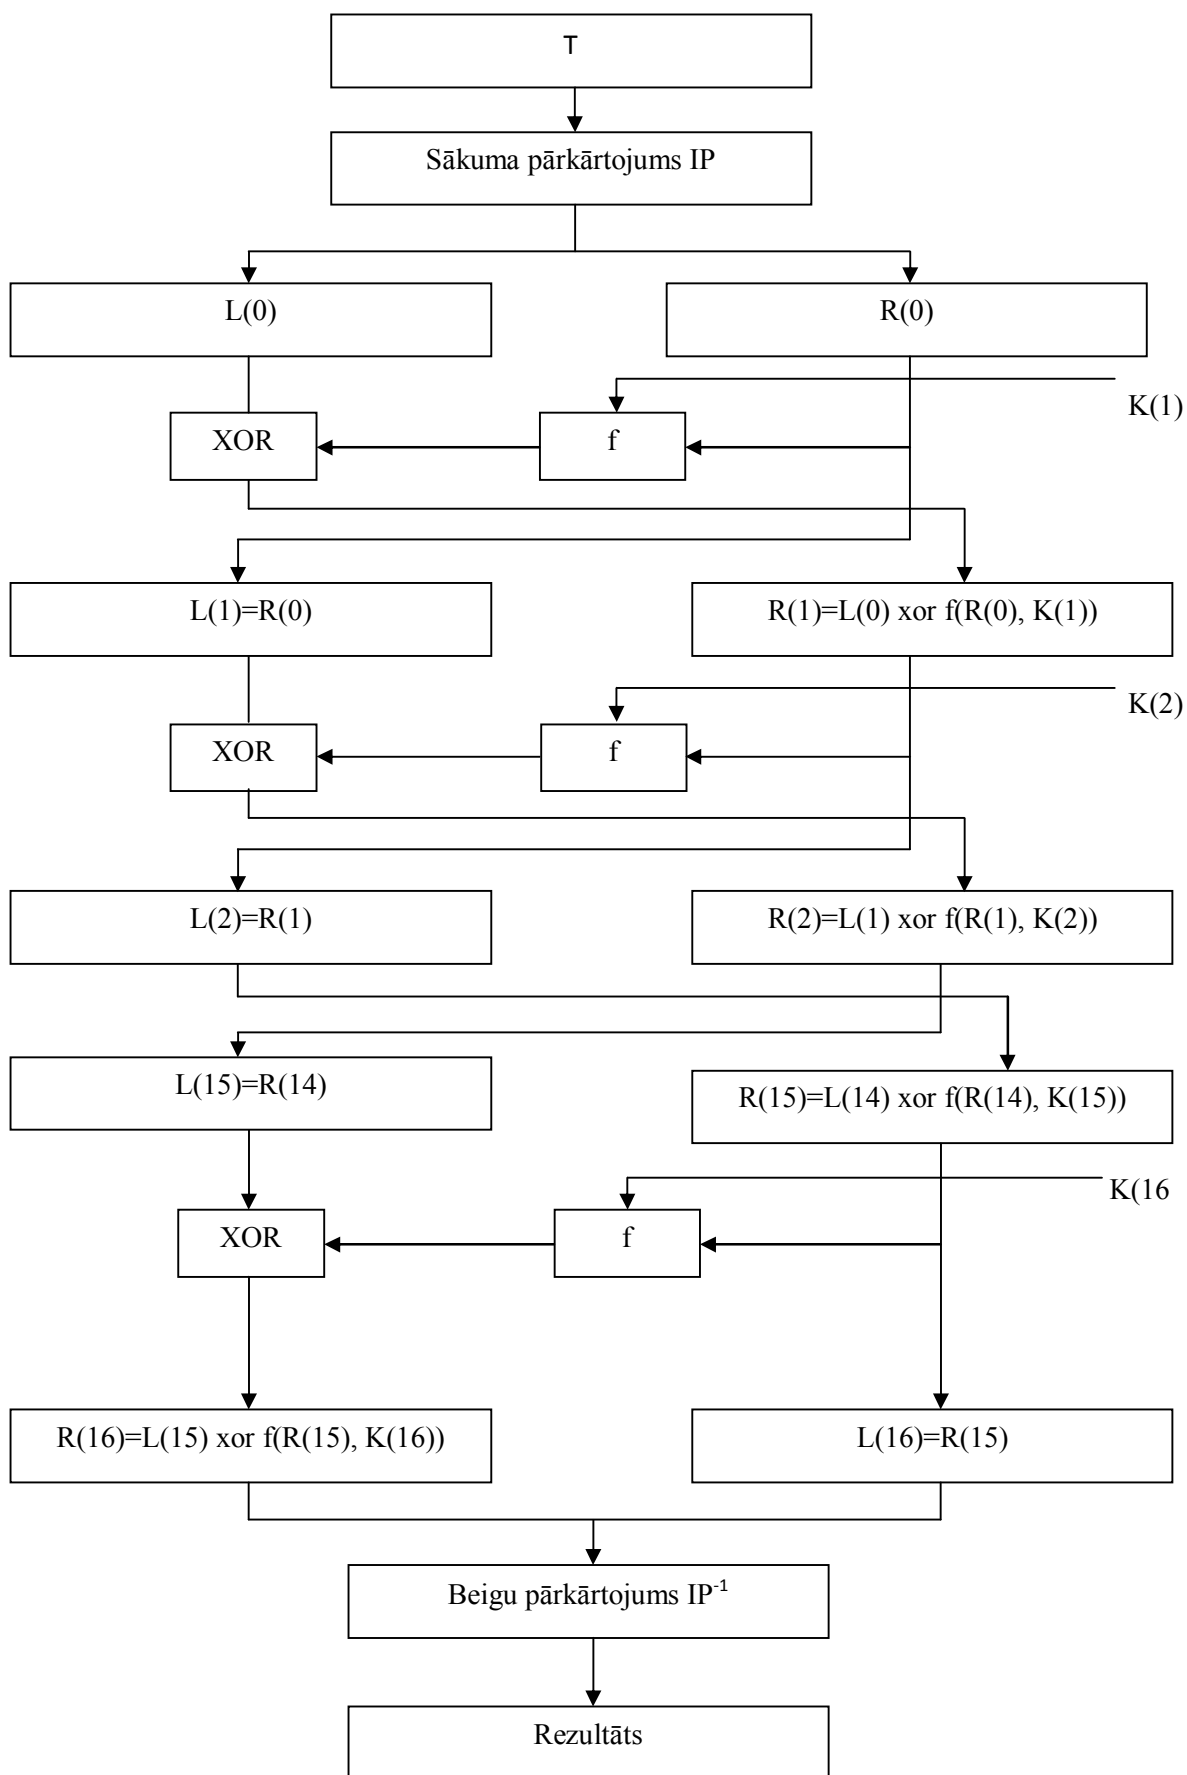 T
Sākuma pārkārtojums IP
L(0)
R(0)
K(1)
XOR
f
L(1)=R(0)
R(1)=L(0) xor f(R(0), K(1))
K(2)
XOR
f
L(2)=R(1)
R(2)=L(1) xor f(R(1), K(2))
L(15)=R(14)
R(15)=L(14) xor f(R(14), K(15))
K(16
XOR
f
R(16)=L(15) xor f(R(15), K(16))
L(16)=R(15)
Beigu pārkārtojums IP⁻¹
Rezultāts